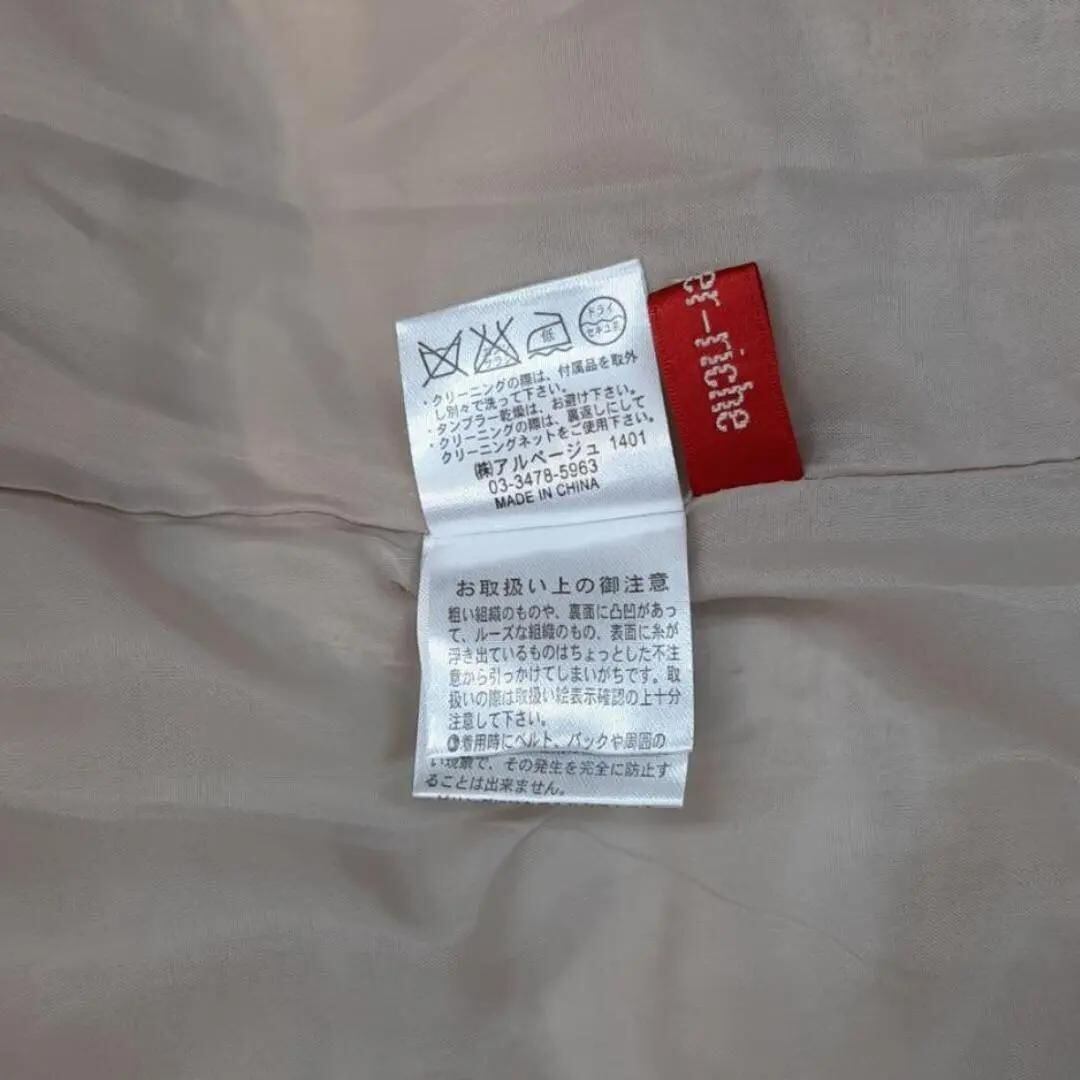 エンソ
サラシ
低
ドライ
セキユ系
・クリーニングの際は、付属品を取外
し別々で洗って下さい。
・タンブラー乾燥は、お避け下さい。
・クリーニングの際は、裏返しにして
クリーニングネットをご使用下さい。
㈱アルページュ 1401
03-3478-5963
MADE IN CHINA
er-riche
お取扱い上の御注意
粗い組織のものや、裏面に凸凹があっ
て、ルーズな組織のもの、表面に糸が
浮き出ているものはちょっとした不注
意から引っかけてしまいがちです。取
扱いの際は取扱い絵表示確認の上十分
注意して下さい。
着用時にベルト、バックや周囲の
い現象で、その発生を完全に防止す
ることは出来ません。